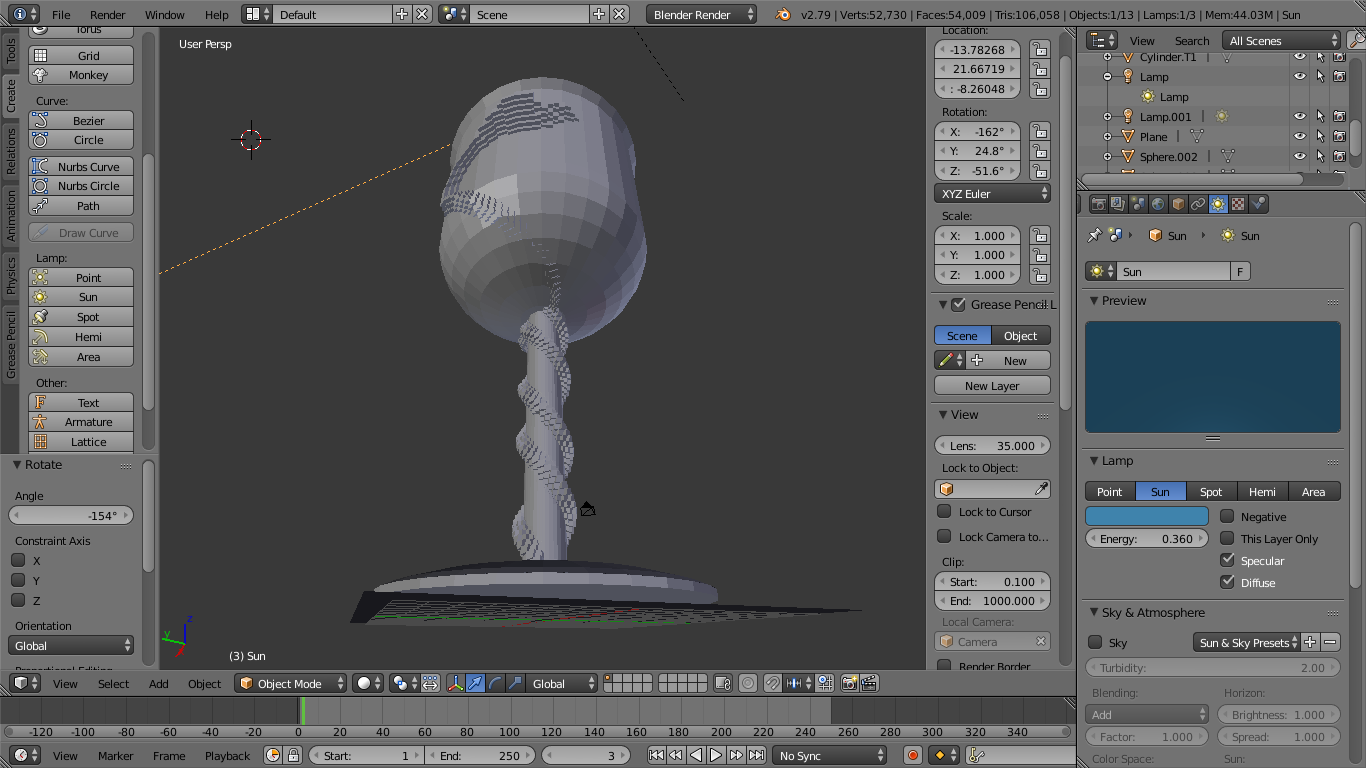 File Render Window Help Default Scene Blender Render v2.79 | Verts:52,730 | Faces:54,009 | Tris:106,058 | Objects:1/13 | Lamps:1/3 | Mem:44.03M | Sun
Tools
Create
Relations
Animation
Physics
Grease Pencil
Torus
Grid
Monkey
Curve:
Bezier
Circle
Nurbs Curve
Nurbs Circle
Path
Draw Curve
Lamp:
Point
Sun
Spot
Hemi
Area
Other:
Text
Armature
Lattice
Rotate
Angle
-154°
Constraint Axis
X
Y
Z
Orientation
Global
User Persp
z
y
(3) Sun
Location:
-13.78268
21.66719
: -8.26048
Rotation:
X: -162°
Y: 24.8°
Z: -51.6°
XYZ Euler
Scale:
X: 1.000
Y: 1.000
Z: 1.000
Grease Pencil L
Scene Object
New
New Layer
View
Lens: 35.000
Lock to Object:
Lock to Cursor
Lock Camera to...
Clip:
Start: 0.100
End: 1000.000
Local Camera:
Camera
Render Border
View Search All Scenes
Cylinder.T1
Lamp
Lamp
Lamp.001
Plane
Sphere.002
Sun Sun
Sun F
Preview
Lamp
Point Sun Spot Hemi Area
Negative
Energy: 0.360 This Layer Only
Specular
Diffuse
Sky & Atmosphere
Sky Sun & Sky Presets
Turbidity: 2.00
Blending: Horizon:
Add Brightness: 1.000
Factor: 1.000 Spread: 1.000
Color Space: Sun:
View Select Add Object Object Mode Global
-120 -100 -80 -60 -40 -20 0 20 40 60 80 100 120 140 160 180 200 220 240 260 280 300 320 340
View Marker Frame Playback Start: 1 End: 250 3 No Sync